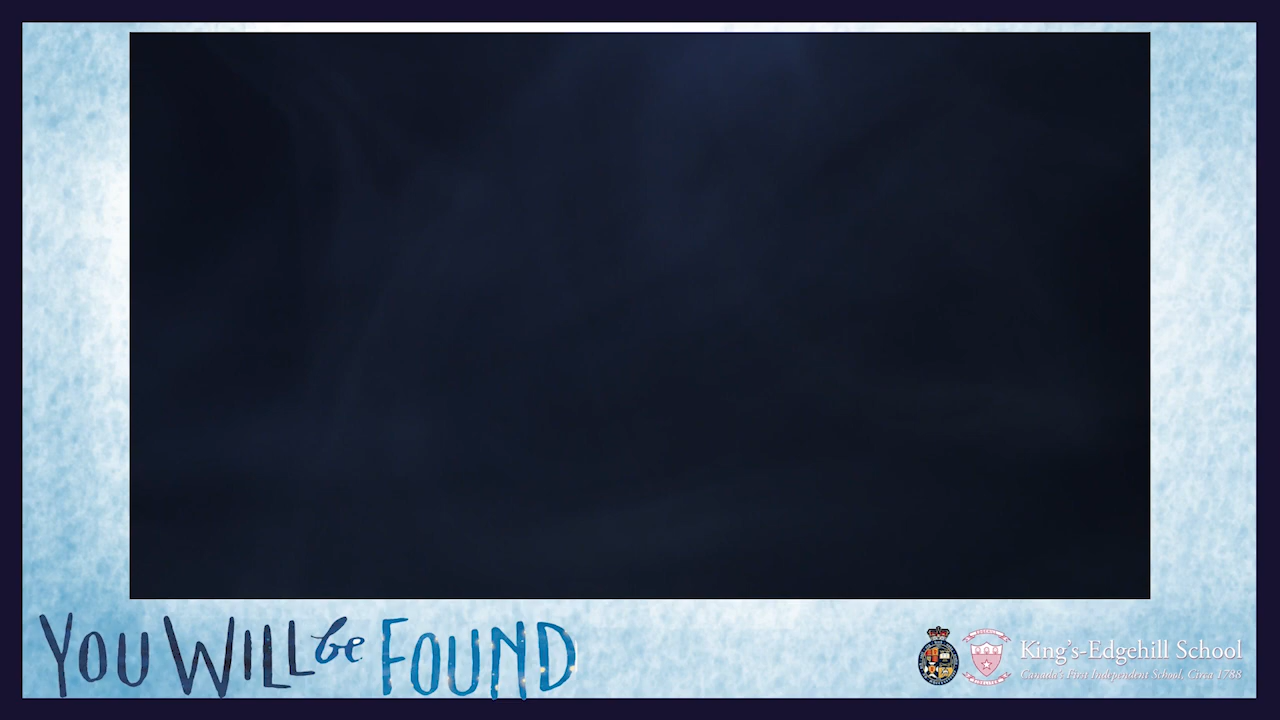 YOU WILL be FOUND
King's-Edgehill School
Canada's First Independent School, Circa 1788